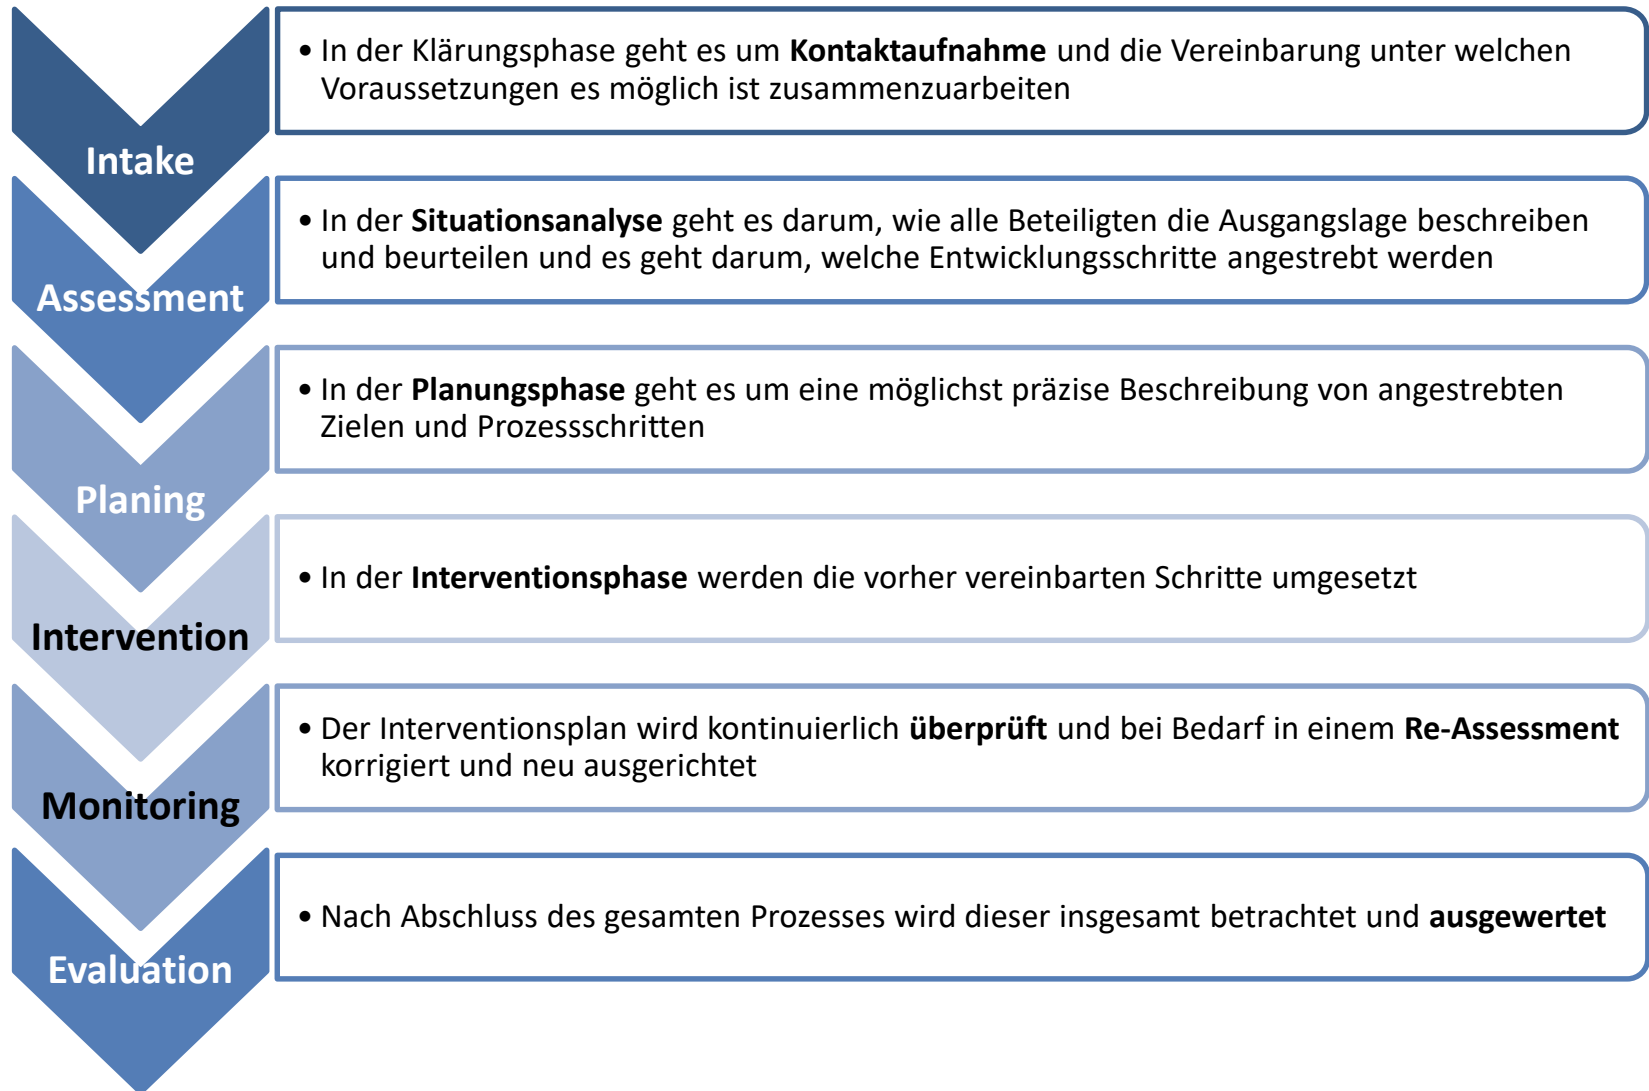 • In der Klärungsphase geht es um Kontaktaufnahme und die Vereinbarung unter welchen
Voraussetzungen es möglich ist zusammenzuarbeiten
Intake
• In der Situationsanalyse geht es darum, wie alle Beteiligten die Ausgangslage beschreiben
und beurteilen und es geht darum, welche Entwicklungsschritte angestrebt werden
Assessment
• In der Planungsphase geht es um eine möglichst präzise Beschreibung von angestrebten
Zielen und Prozessschritten
Planing
• In der Interventionsphase werden die vorher vereinbarten Schritte umgesetzt
Intervention
• Der Interventionsplan wird kontinuierlich überprüft und bei Bedarf in einem Re-Assessment
korrigiert und neu ausgerichtet
Monitoring
• Nach Abschluss des gesamten Prozesses wird dieser insgesamt betrachtet und ausgewertet
Evaluation